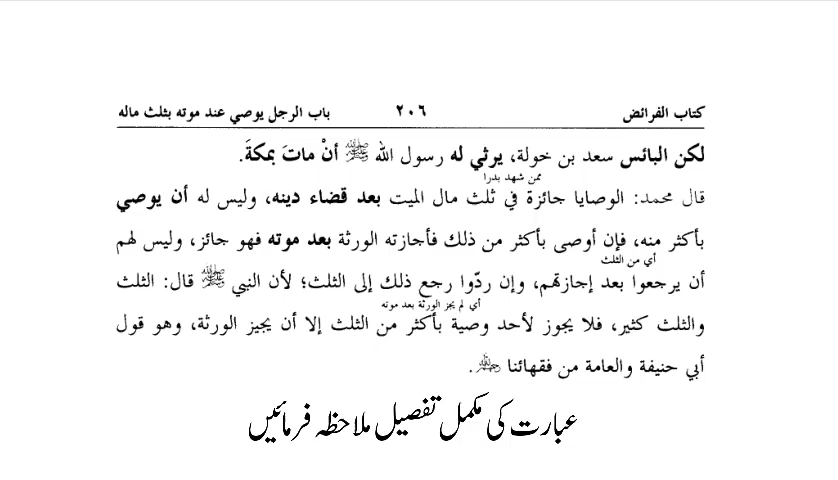 كتاب الفرائض ٢٠٦ باب الرجل يوصي عند موته بثلث ماله
لكن البائس سعد بن خولة، يرثي له رسول الله ﷺ أنْ ماتَ بمكةَ.
ممن شهد بدرا
قال محمد: الوصايا جائزة في ثلث مال الميت بعد قضاء دينه، وليس له أن يوصي
بأكثر منه، فإن أوصى بأكثر من ذلك فأجازته الورثة بعد موته فهو جائز، وليس لهم
أي من الثلث
أن يرجعوا بعد إجازتهم، وإن ردّوا رجع ذلك إلى الثلث؛ لأن النبي ﷺ قال: الثلث
أي لم يجز الورثة بعد موته
والثلث كثير، فلا يجوز لأحد وصية بأكثر من الثلث إلا أن يجيز الورثة، وهو قول
أبي حنيفة والعامة من فقهائنا .
عبارت کی مکمل تفصیل ملاحظہ فرمائیں